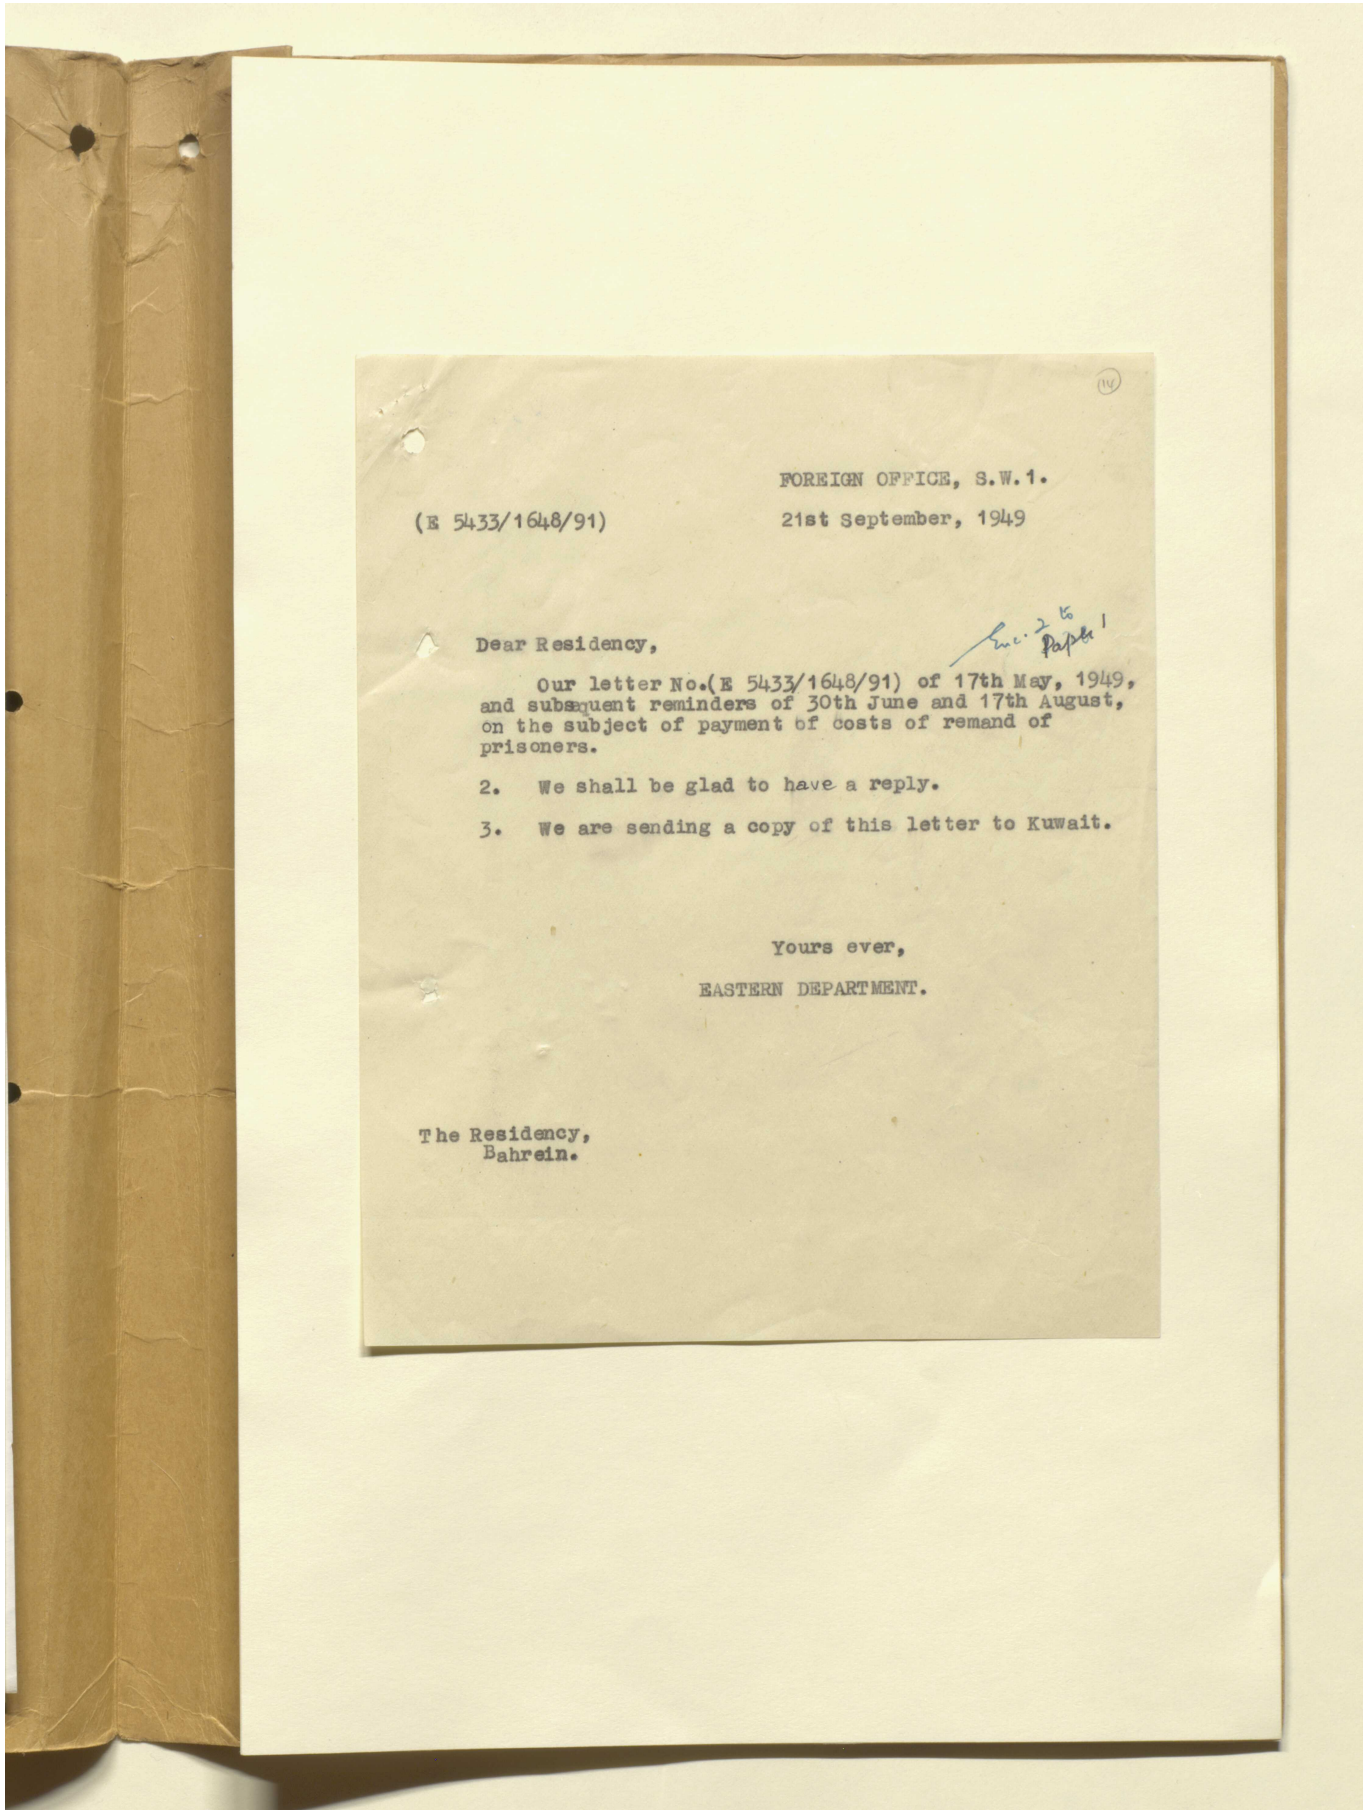 14
FOREIGN OFFICE, S.W.1.
(E 5433/1648/91) 21st September, 1949
Enc. 2 to
Paper 1
Dear Residency,
Our letter No.(E 5433/1648/91) of 17th May, 1949,
and subsequent reminders of 30th June and 17th August,
on the subject of payment of costs of remand of
prisoners.
2. We shall be glad to have a reply.
3. We are sending a copy of this letter to Kuwait.
Yours ever,
EASTERN DEPARTMENT.
The Residency,
Bahrein.